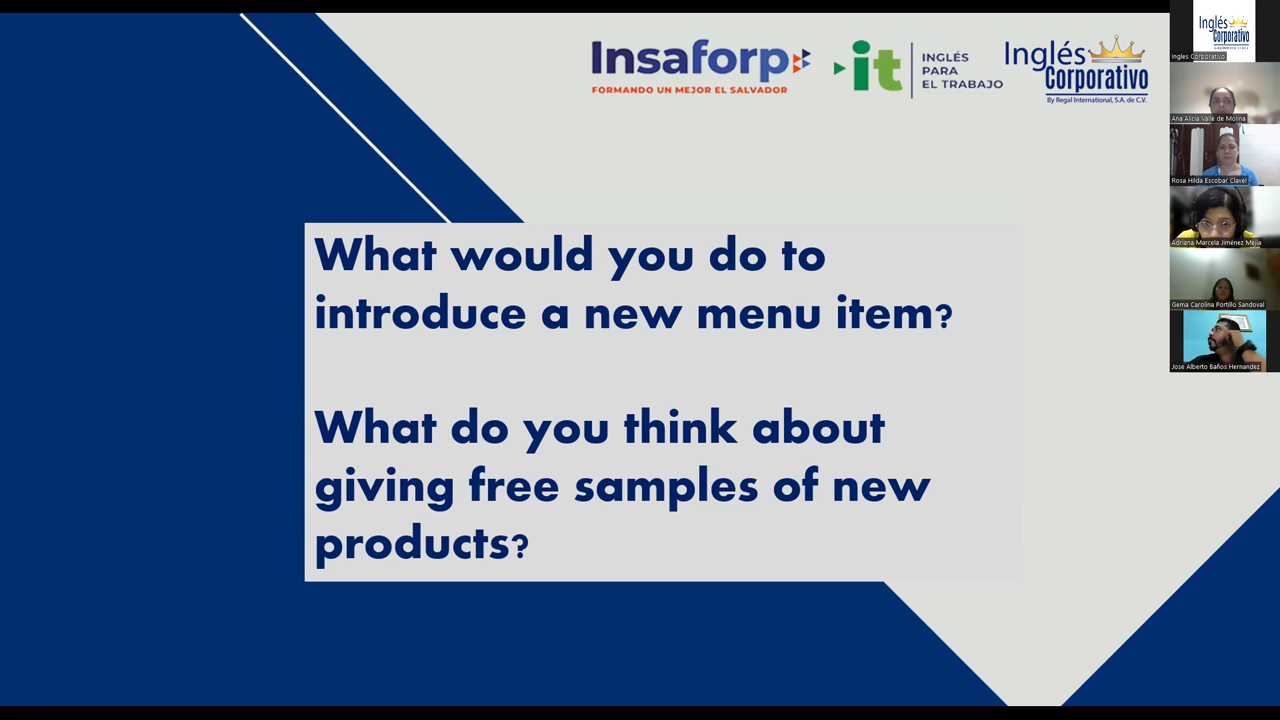 Insaforp
FORMANDO UN MEJOR EL SALVADOR
it
INGLÉS
PARA
EL TRABAJO
Inglés
Corporativo
By Regal International, S.A. de C.V.
What would you do to
introduce a new menu item?
What do you think about
giving free samples of new
products?
Inglés
Corporativo
Ingles Corporativo
Ana Alicia Valle de Molina
Rosa Hilda Escobar Clavel
Adriana Marcela Jiménez Mejía
Gema Carolina Portillo Sandoval
Jose Alberto Baños Hernandez